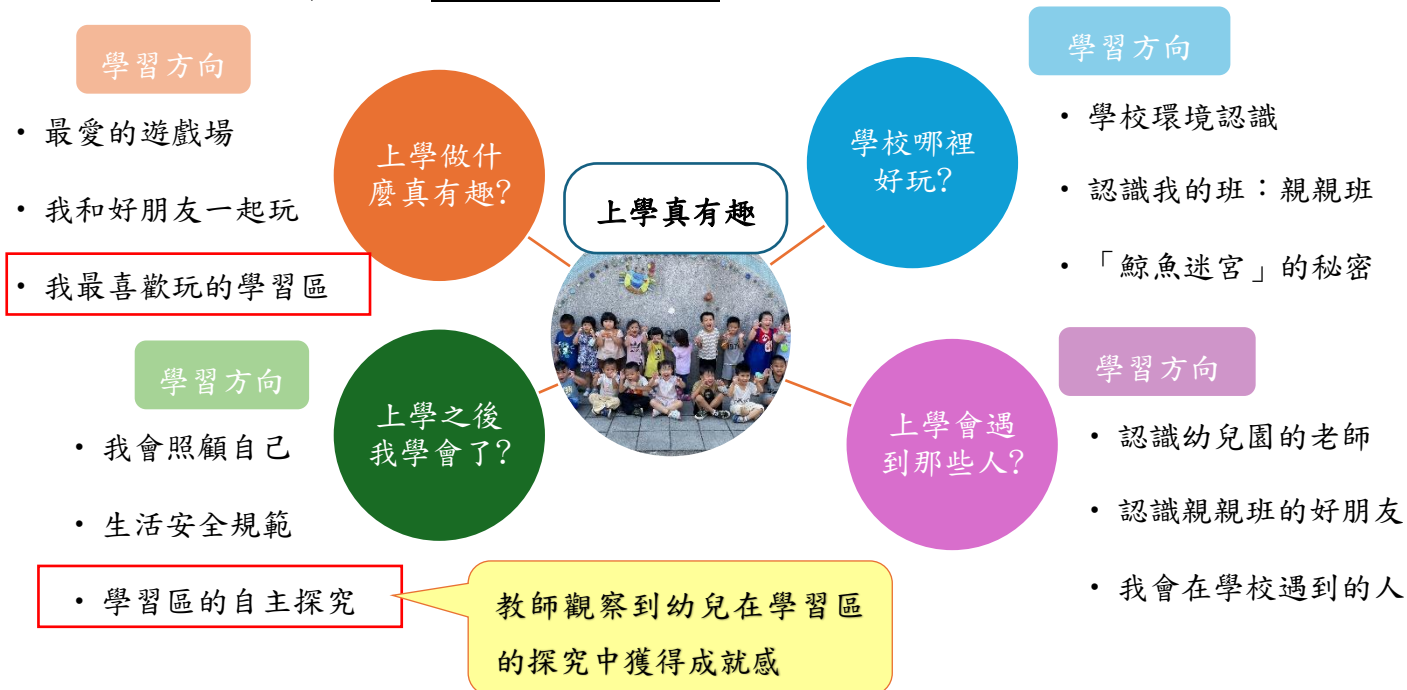 學習方向
• 最愛的遊戲場
• 我和好朋友一起玩
• 我最喜歡玩的學習區
上學做什
麼真有趣?
上學真有趣
學校哪裡
好玩?
學習方向
• 學校環境認識
• 認識我的班：親親班
• 「鯨魚迷宮」的秘密
學習方向
• 我會照顧自己
• 生活安全規範
• 學習區的自主探究
上學之後
我學會了?
教師觀察到幼兒在學習區
的探究中獲得成就感
上學會遇
到那些人?
學習方向
• 認識幼兒園的老師
• 認識親親班的好朋友
• 我會在學校遇到的人